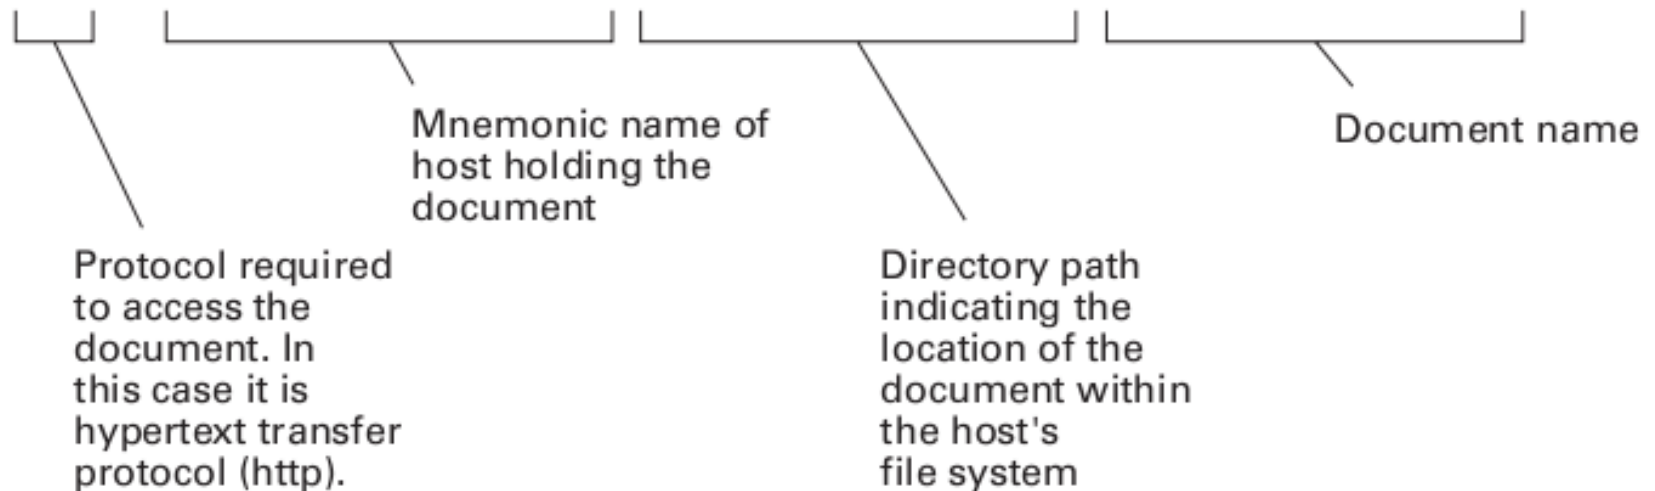 Mnemonic name of
host holding the
document
Document name
Protocol required
to access the
document. In
this case it is
hypertext transfer
protocol (http).
Directory path
indicating the
location of the
document within
the host's
file system